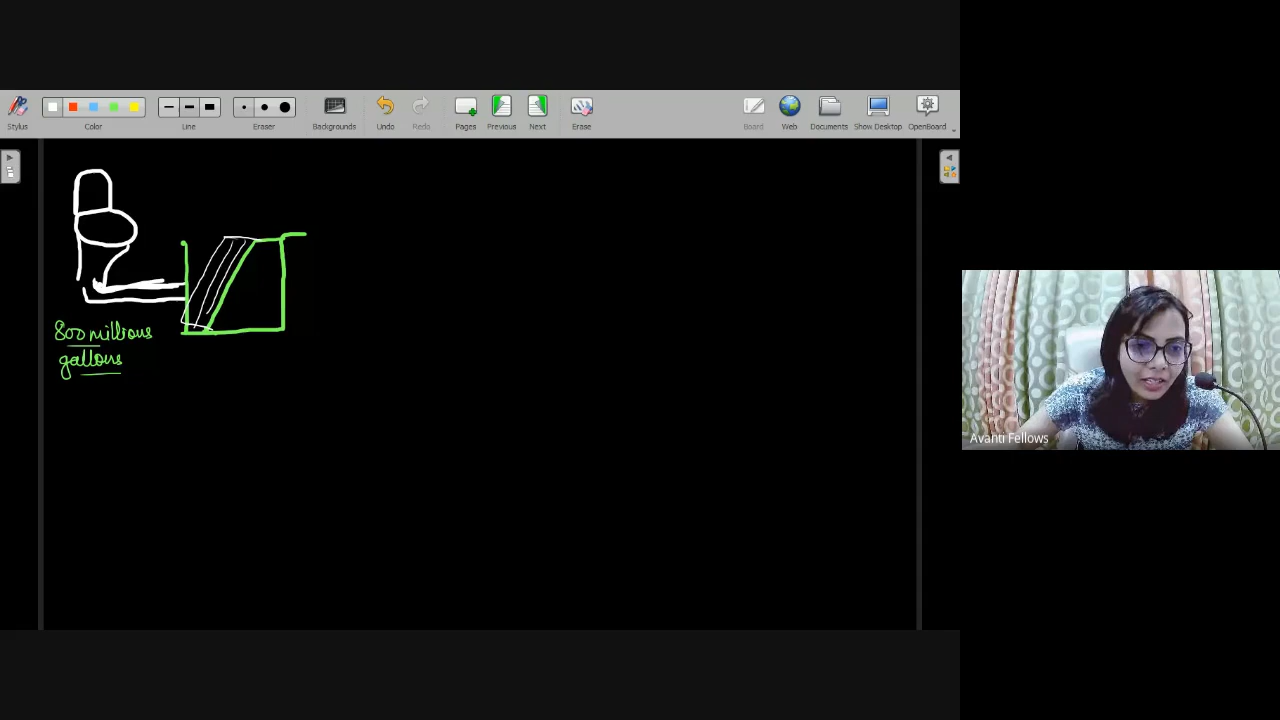 Stylus
Color
Line
Eraser
Backgrounds
Undo
Redo
Pages
Previous
Next
Erase
Board
Web
Documents
Show Desktop
OpenBoard
800 millions
gallons
Avanti Fellows